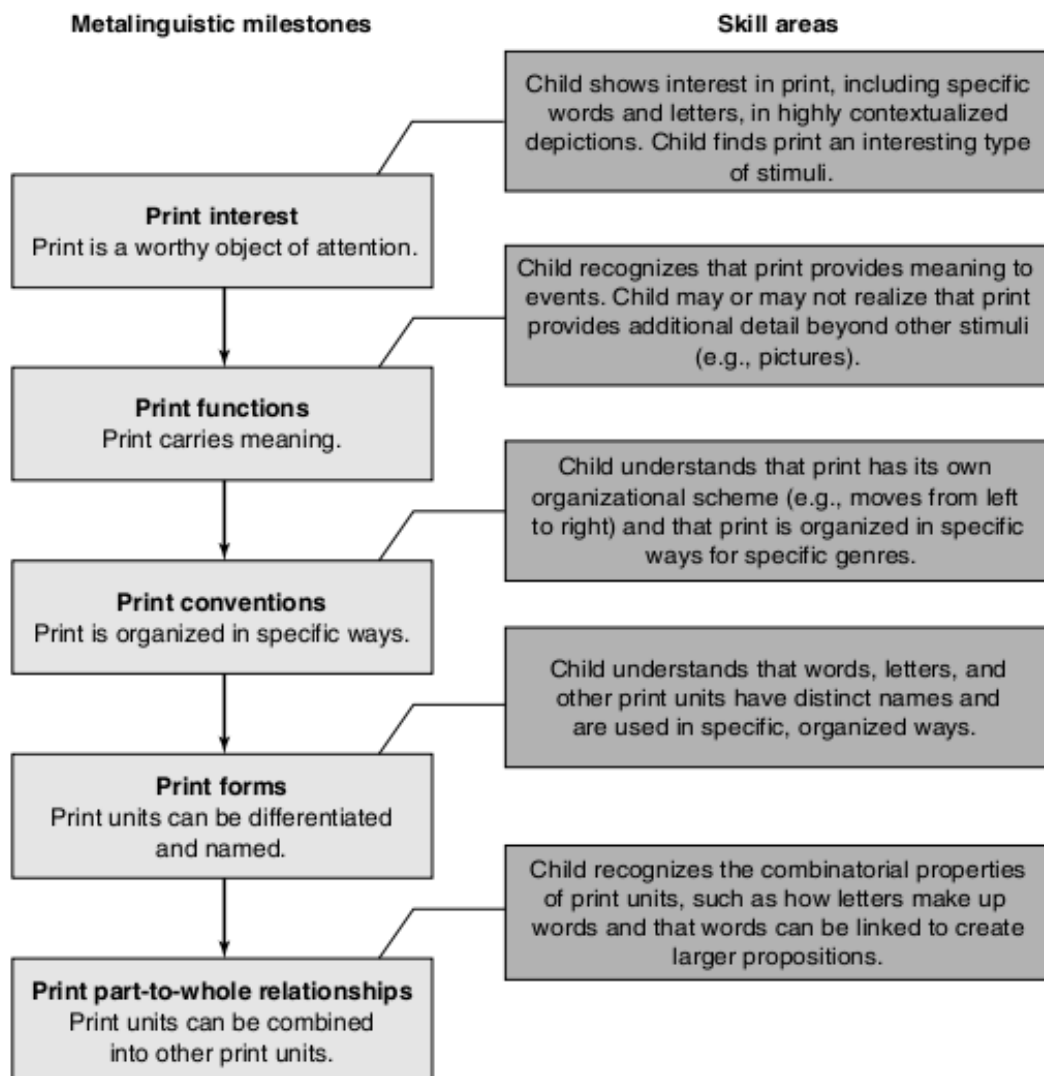 Metalinguistic milestones
Skill areas
Child shows interest in print, including specific
words and letters, in highly contextualized
depictions. Child finds print an interesting type
of stimuli.
Print interest
Print is a worthy object of attention.
Child recognizes that print provides meaning to
events. Child may or may not realize that print
provides additional detail beyond other stimuli
(e.g., pictures).
Print functions
Print carries meaning.
Child understands that print has its own
organizational scheme (e.g., moves from left
to right) and that print is organized in specific
ways for specific genres.
Print conventions
Print is organized in specific ways.
Child understands that words, letters, and
other print units have distinct names and
are used in specific, organized ways.
Print forms
Print units can be differentiated
and named.
Child recognizes the combinatorial properties
of print units, such as how letters make up
words and that words can be linked to create
larger propositions.
Print part-to-whole relationships
Print units can be combined
into other print units.